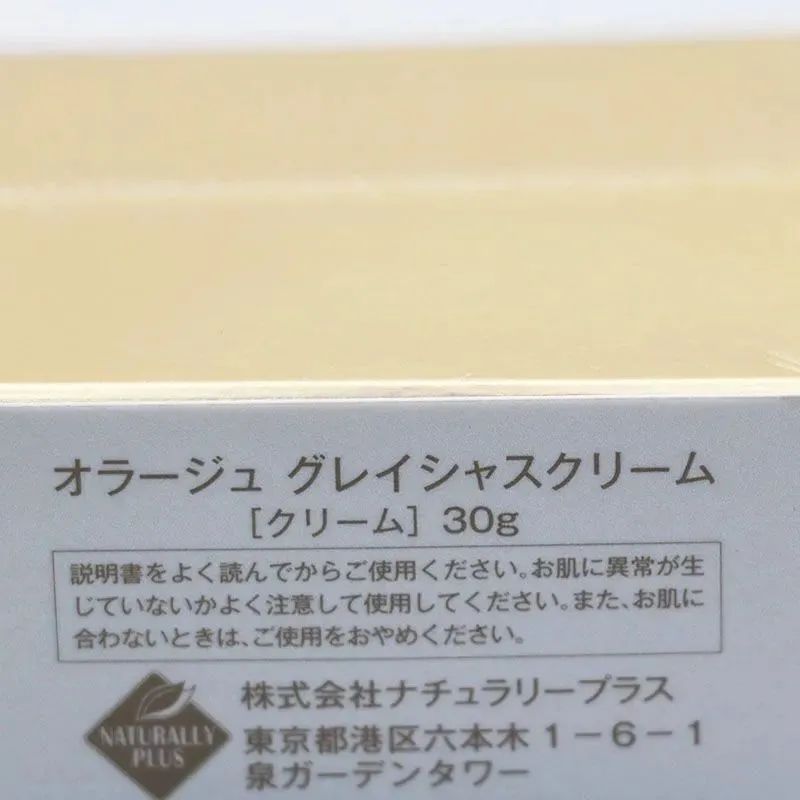 オラージュ グレイシャスクリーム
[クリーム] 30g
説明書をよく読んでからご使用ください。お肌に異常が生
じていないかよく注意して使用してください。また、お肌に
合わないときは、ご使用をおやめください。
NATURALLY
PLUS
株式会社ナチュラリープラス
東京都港区六本木1-6-1
泉ガーデンタワー